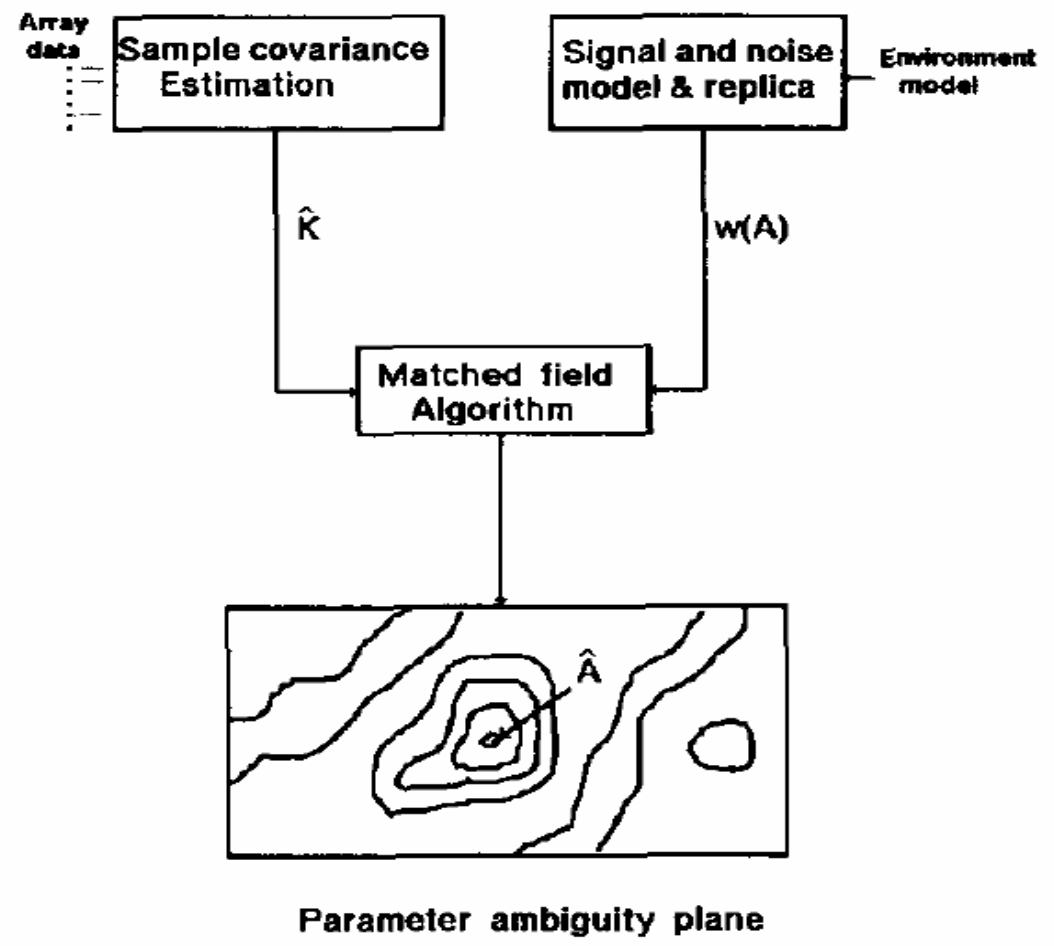 Array
data
Sample covariance
Estimation
Signal and noise
model & replica
Environment
model
K̂
w(A)
Matched field
Algorithm
Â
Parameter ambiguity plane